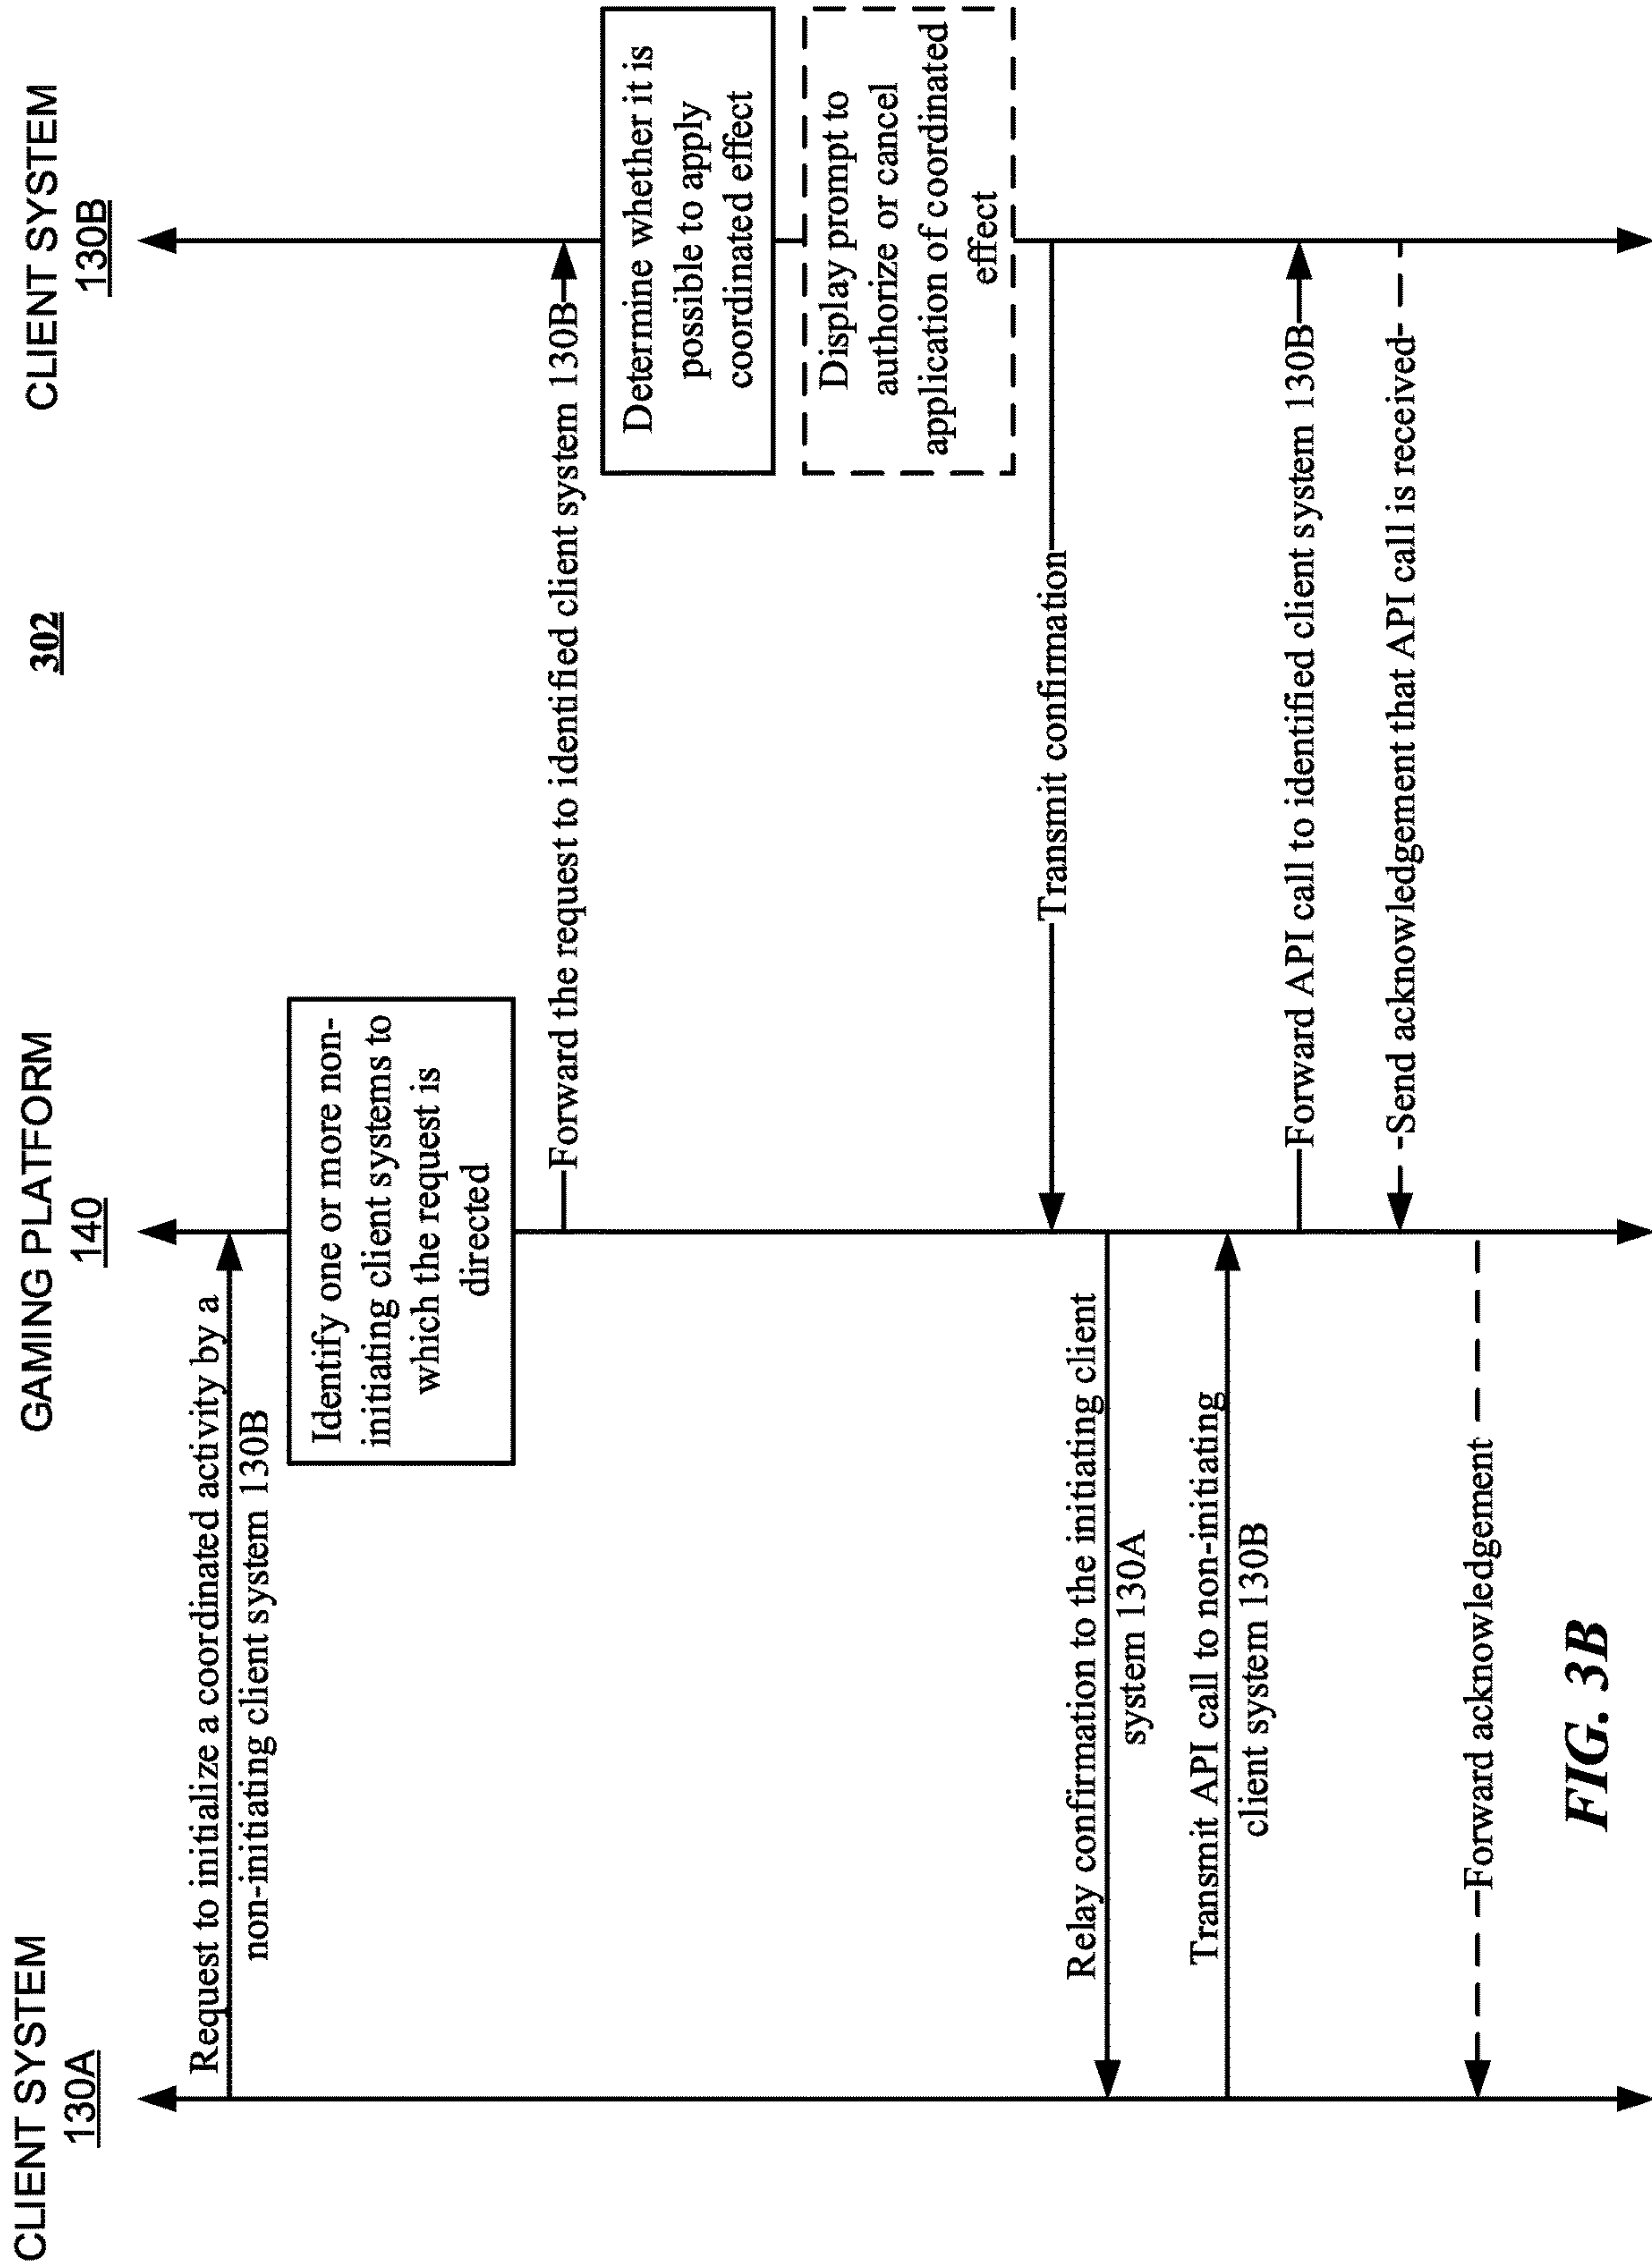 302
CLIENT SYSTEM
130A
GAMING PLATFORM
140
CLIENT SYSTEM
130B
Request to initialize a coordinated activity by a
non-initiating client system 130B
Identify one or more non-
initiating client systems to
which the request is
directed
Forward the request to identified client system 130B
Determine whether it is
possible to apply
coordinated effect
Display prompt to
authorize or cancel
application of coordinated
effect
Transmit confirmation
Relay confirmation to the initiating client
system 130A
Transmit API call to non-initiating
client system 130B
Forward API call to identified client system 130B
Send acknowledgement that API call is received
Forward acknowledgement
FIG. 3B